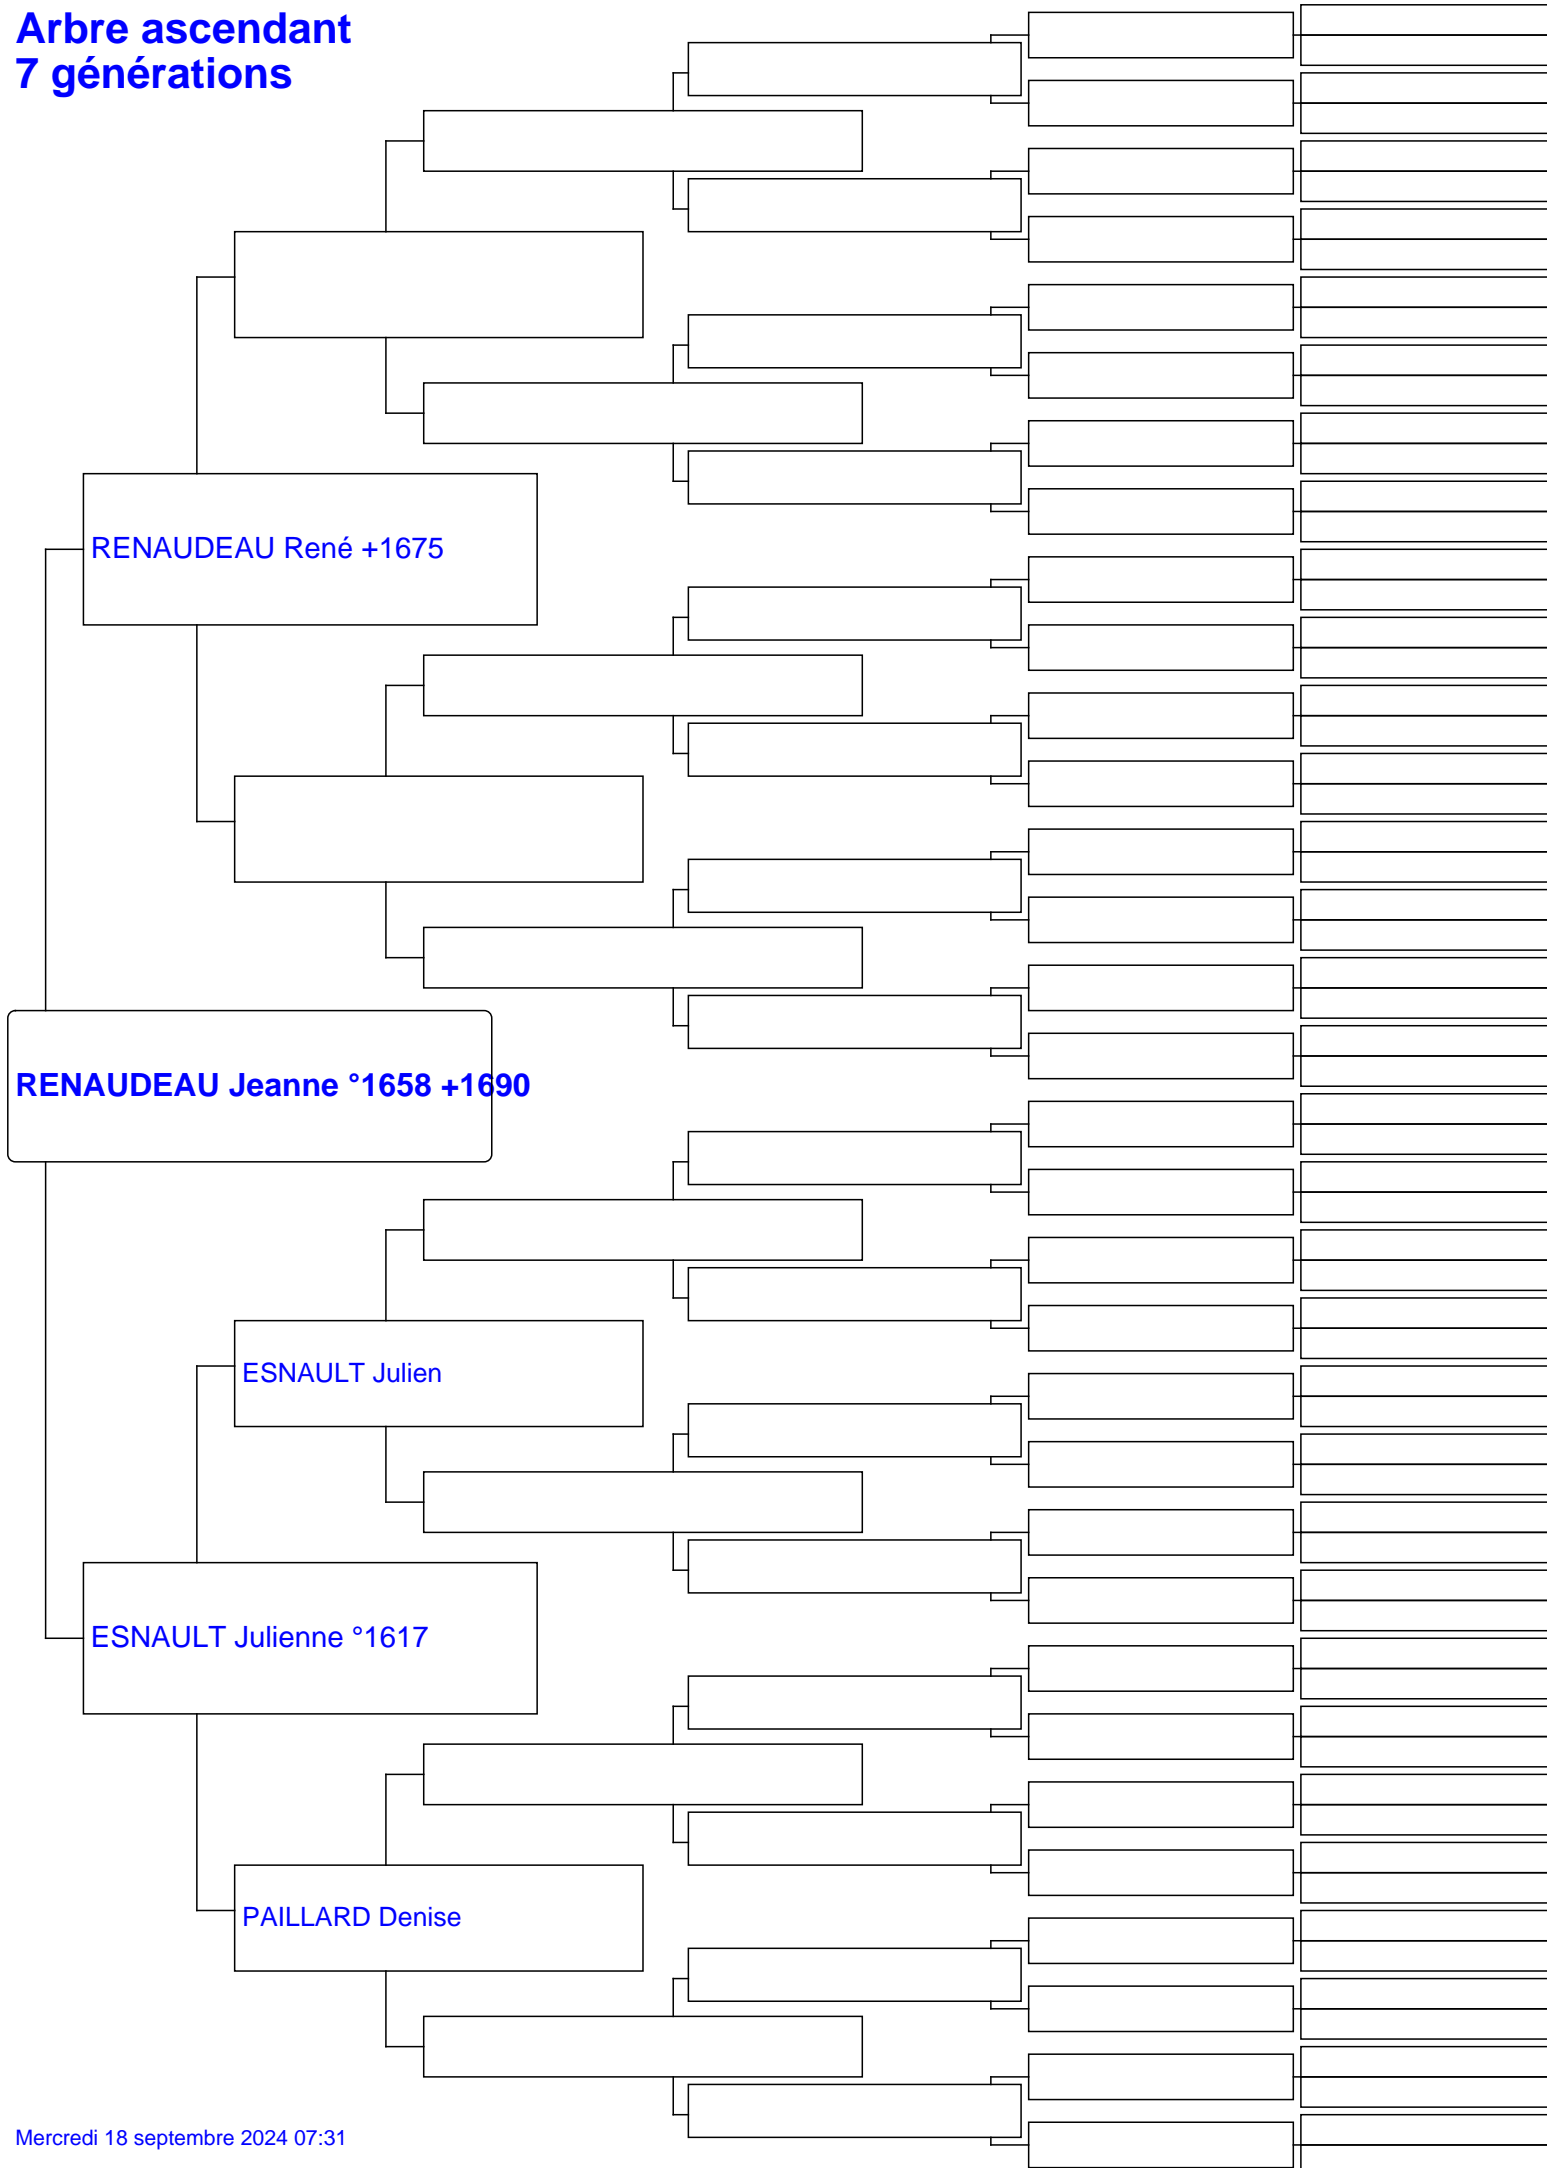 Arbre ascendant
7 générations
RENAUDEAU René +1675
RENAUDEAU Jeanne °1658 +1690
ESNAULT Julien
ESNAULT Julienne °1617
PAILLARD Denise
Mercredi 18 septembre 2024 07:31